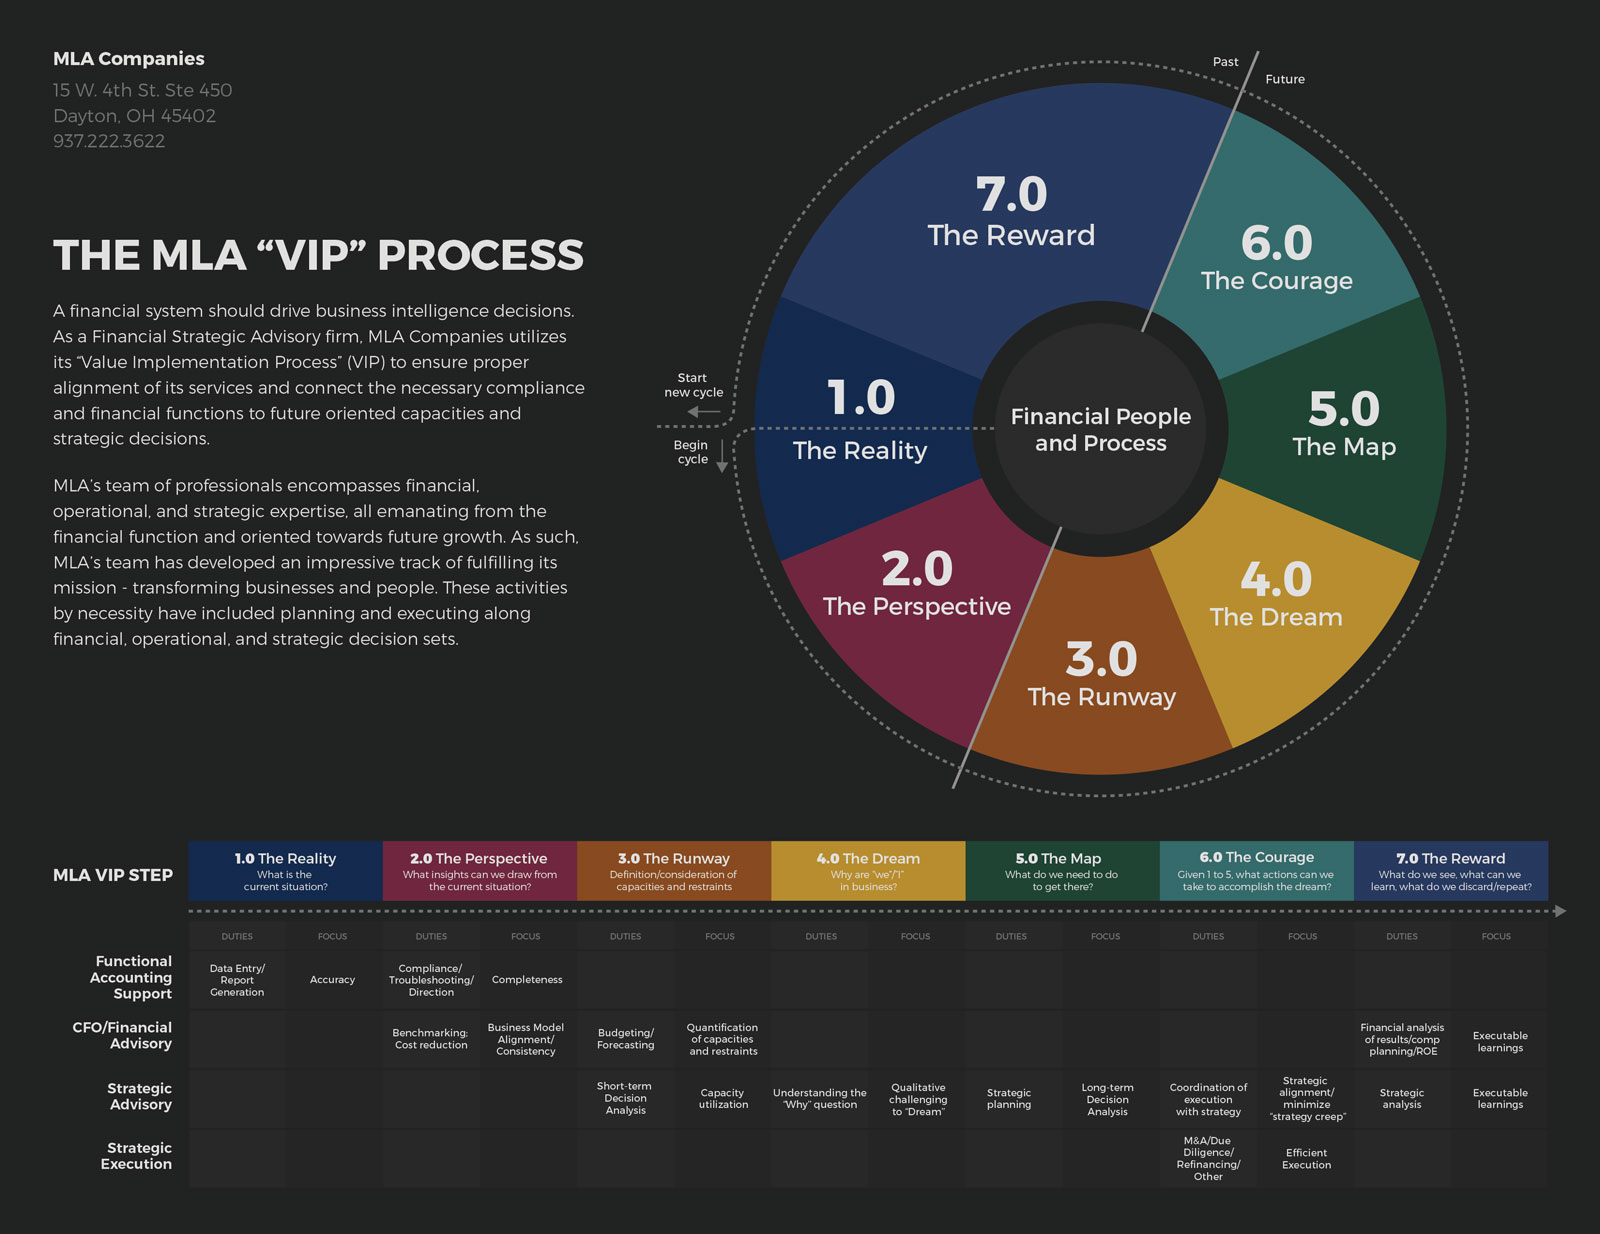 MLA Companies
15 W. 4th St. Ste 450
Dayton, OH 45402
937.222.3622
THE MLA “VIP” PROCESS
A financial system should drive business intelligence decisions.
As a Financial Strategic Advisory firm, MLA Companies utilizes
its “Value Implementation Process” (VIP) to ensure proper
alignment of its services and connect the necessary compliance
and financial functions to future oriented capacities and
strategic decisions.
MLA’s team of professionals encompasses financial,
operational, and strategic expertise, all emanating from the
financial function and oriented towards future growth. As such,
MLA’s team has developed an impressive track of fulfilling its
mission - transforming businesses and people. These activities
by necessity have included planning and executing along
financial, operational, and strategic decision sets.
Past
Future
7.0
The Reward
6.0
The Courage
Start
new cycle
Begin
cycle
1.0
The Reality
Financial People
and Process
5.0
The Map
2.0
The Perspective
4.0
The Dream
3.0
The Runway
MLA VIP STEP
1.0 The Reality
What is the
current situation?
2.0 The Perspective
What insights can we draw from
the current situation?
3.0 The Runway
Definition/consideration of
capacities and restraints
4.0 The Dream
Why are “we”/“I”
in business?
5.0 The Map
What do we need to do
to get there?
6.0 The Courage
Given 1 to 5, what actions can we
take to accomplish the dream?
7.0 The Reward
What do we see, what can we
learn, what do we discard/repeat?
DUTIES FOCUS DUTIES FOCUS DUTIES FOCUS DUTIES FOCUS DUTIES FOCUS DUTIES FOCUS DUTIES FOCUS
Functional
Accounting
Support
Data Entry/
Report
Generation
Accuracy
Compliance/
Troubleshooting/
Direction
Completeness
CFO/Financial
Advisory
Benchmarking;
Cost reduction
Business Model
Alignment/
Consistency
Budgeting/
Forecasting
Quantification
of capacities
and restraints
Financial analysis
of results/comp
planning/ROE
Executable
learnings
Strategic
Advisory
Short-term
Decision
Analysis
Capacity
utilization
Understanding the
“Why” question
Qualitative
challenging
to “Dream”
Strategic
planning
Long-term
Decision
Analysis
Coordination of
execution
with strategy
Strategic
alignment/
minimize
“strategy creep”
Strategic
analysis
Executable
learnings
Strategic
Execution
M&A/Due
Diligence/
Refinancing/
Other
Efficient
Execution